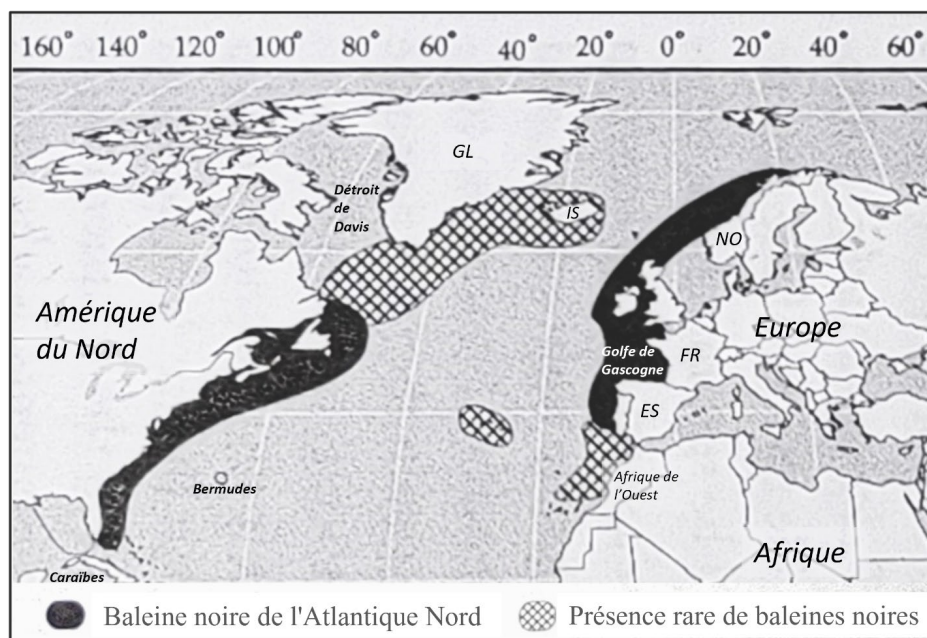 160° 140° 120° 100° 80° 60° 40° 20° 0° 20° 40° 60°
GL
Détroit
de
Davis
IS
NO
Amérique
du Nord
Europe
Golfe de
Gascogne
FR
ES
Bermudes
Afrique de
l'Ouest
Afrique
Caraïbes
Baleine noire de l'Atlantique Nord
Présence rare de baleines noires